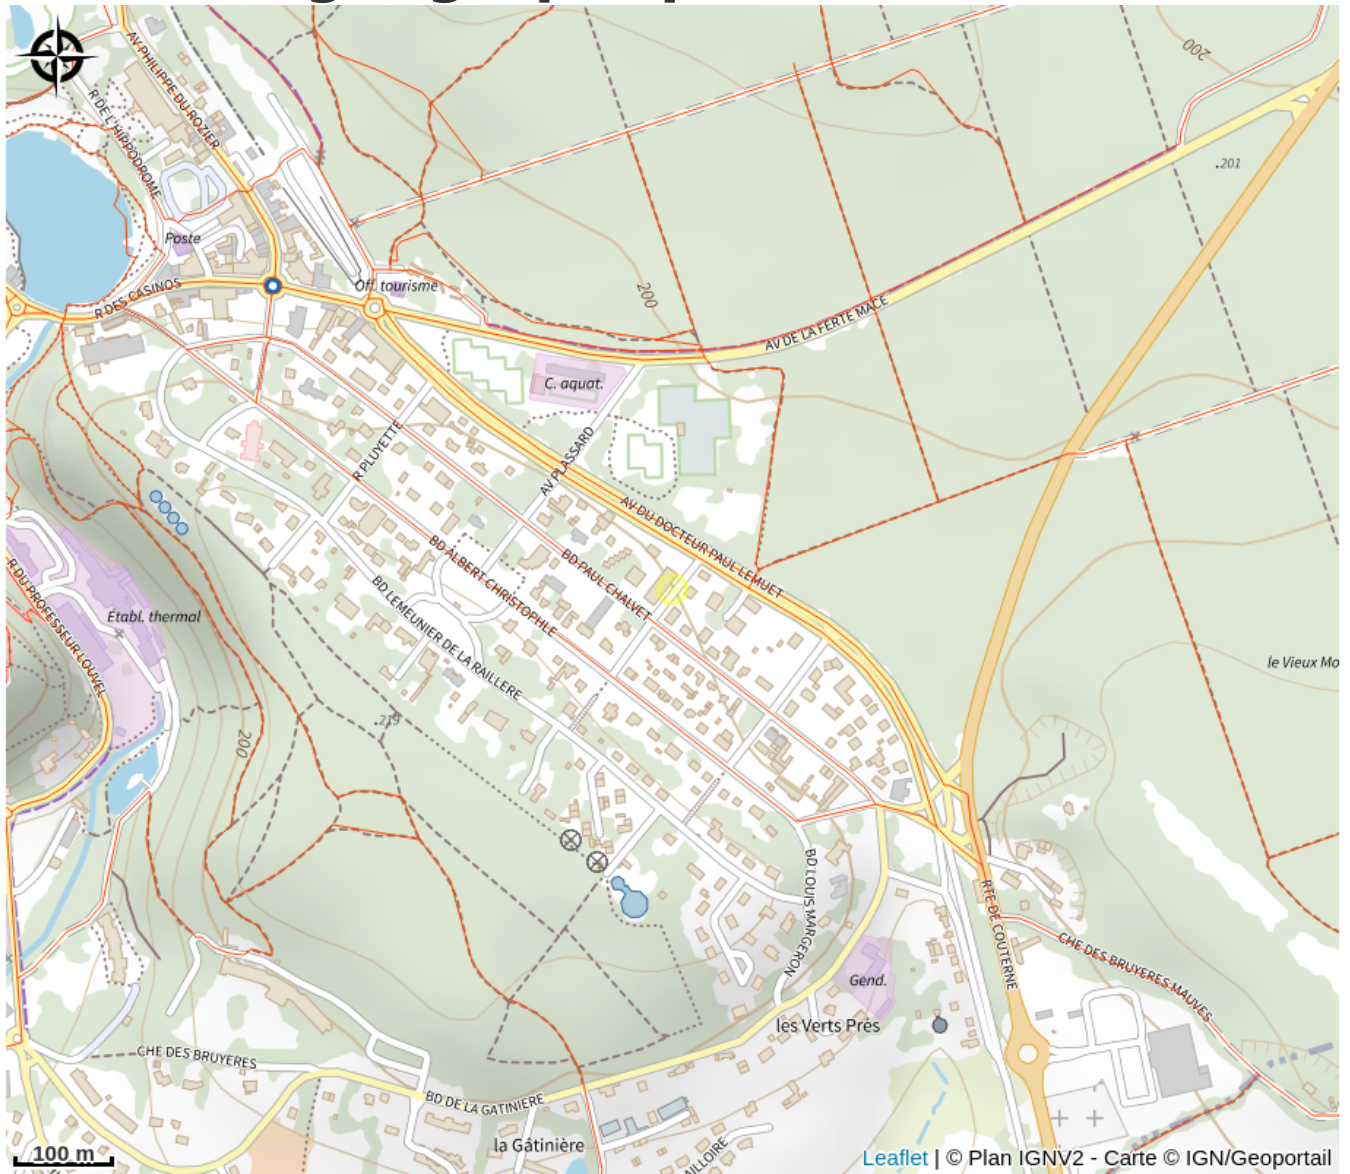 AV PHILIPPE DU ROZIER
200
R DE L'HIPPODROME
.201
Poste
Off. tourisme
R DES CASINOS
200
AV DE LA FERTE MACE
C. aquat.
R PLUYETTE
AV PLASSARD
AV DU DOCTEUR PAUL LEMUET
BD ALBERT CHRISTOPHLE
BD PAUL CHALVET
R DU PROFESSEUR LOUVEL
BD LEMEUNIER DE LA RAILLERE
Établ. thermal
le Vieux Mo
.219
200
BD LOUIS MARGERON
RTE DE COUTERNE
CHE DES BRUYERES MAUVES
Gend.
les Verts Prés
CHE DES BRUYERES
BD DE LA GATINIERE
la Gâtinière
AILLOIRE
100 m
Leaflet | © Plan IGNV2 - Carte © IGN/Geoportail